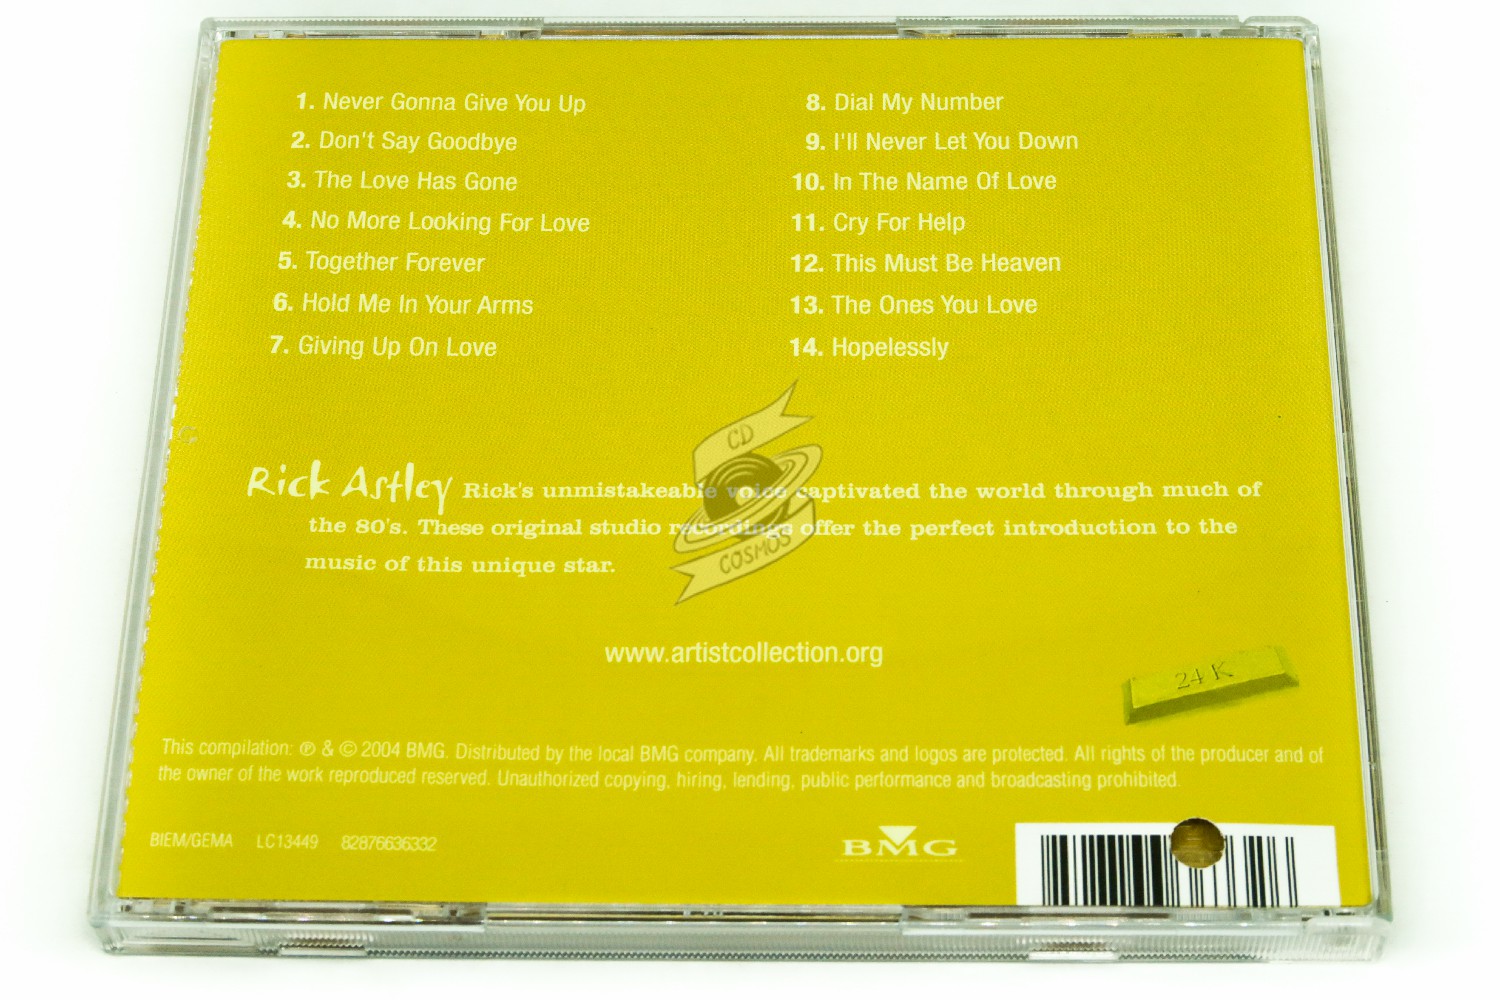 1. Never Gonna Give You Up
2. Don't Say Goodbye
3. The Love Has Gone
4. No More Looking For Love
5. Together Forever
6. Hold Me In Your Arms
7. Giving Up On Love
8. Dial My Number
9. I'll Never Let You Down
10. In The Name Of Love
11. Cry For Help
12. This Must Be Heaven
13. The Ones You Love
14. Hopelessly
CD
COSMOS
Rick Astley Rick's unmistakeable voice captivated the world through much of
the 80's. These original studio recordings offer the perfect introduction to the
music of this unique star.
www.artistcollection.org
24 K
This compilation: ℗ & © 2004 BMG. Distributed by the local BMG company. All trademarks and logos are protected. All rights of the producer and of
the owner of the work reproduced reserved. Unauthorized copying, hiring, lending, public performance and broadcasting prohibited.
BIEM/GEMA LC13449 82876636332
BMG